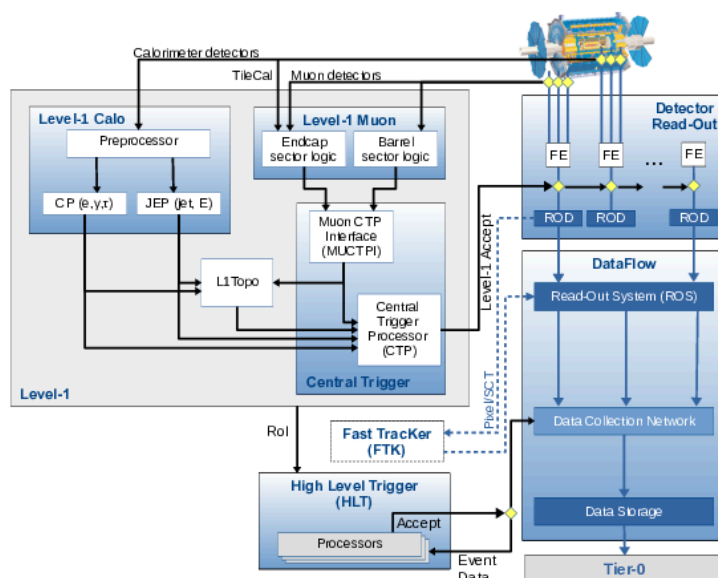 Calorimeter detectors
TileCal
Muon detectors
Level-1 Calo
Preprocessor
CP (e,γ,τ)
JEP (jet, E)
Level-1 Muon
Endcap
sector logic
Barrel
sector logic
Muon CTP
Interface
(MUCTPI)
L1Topo
Central
Trigger
Processor
(CTP)
Central Trigger
Level-1
Level-1 Accept
Detector
Read-Out
FE
FE
...
FE
ROD
ROD
ROD
DataFlow
Read-Out System (ROS)
Data Collection Network
Data Storage
Tier-0
Pixel/SCT
RoI
Fast TracKer
(FTK)
High Level Trigger
(HLT)
Accept
Processors
Event
Data